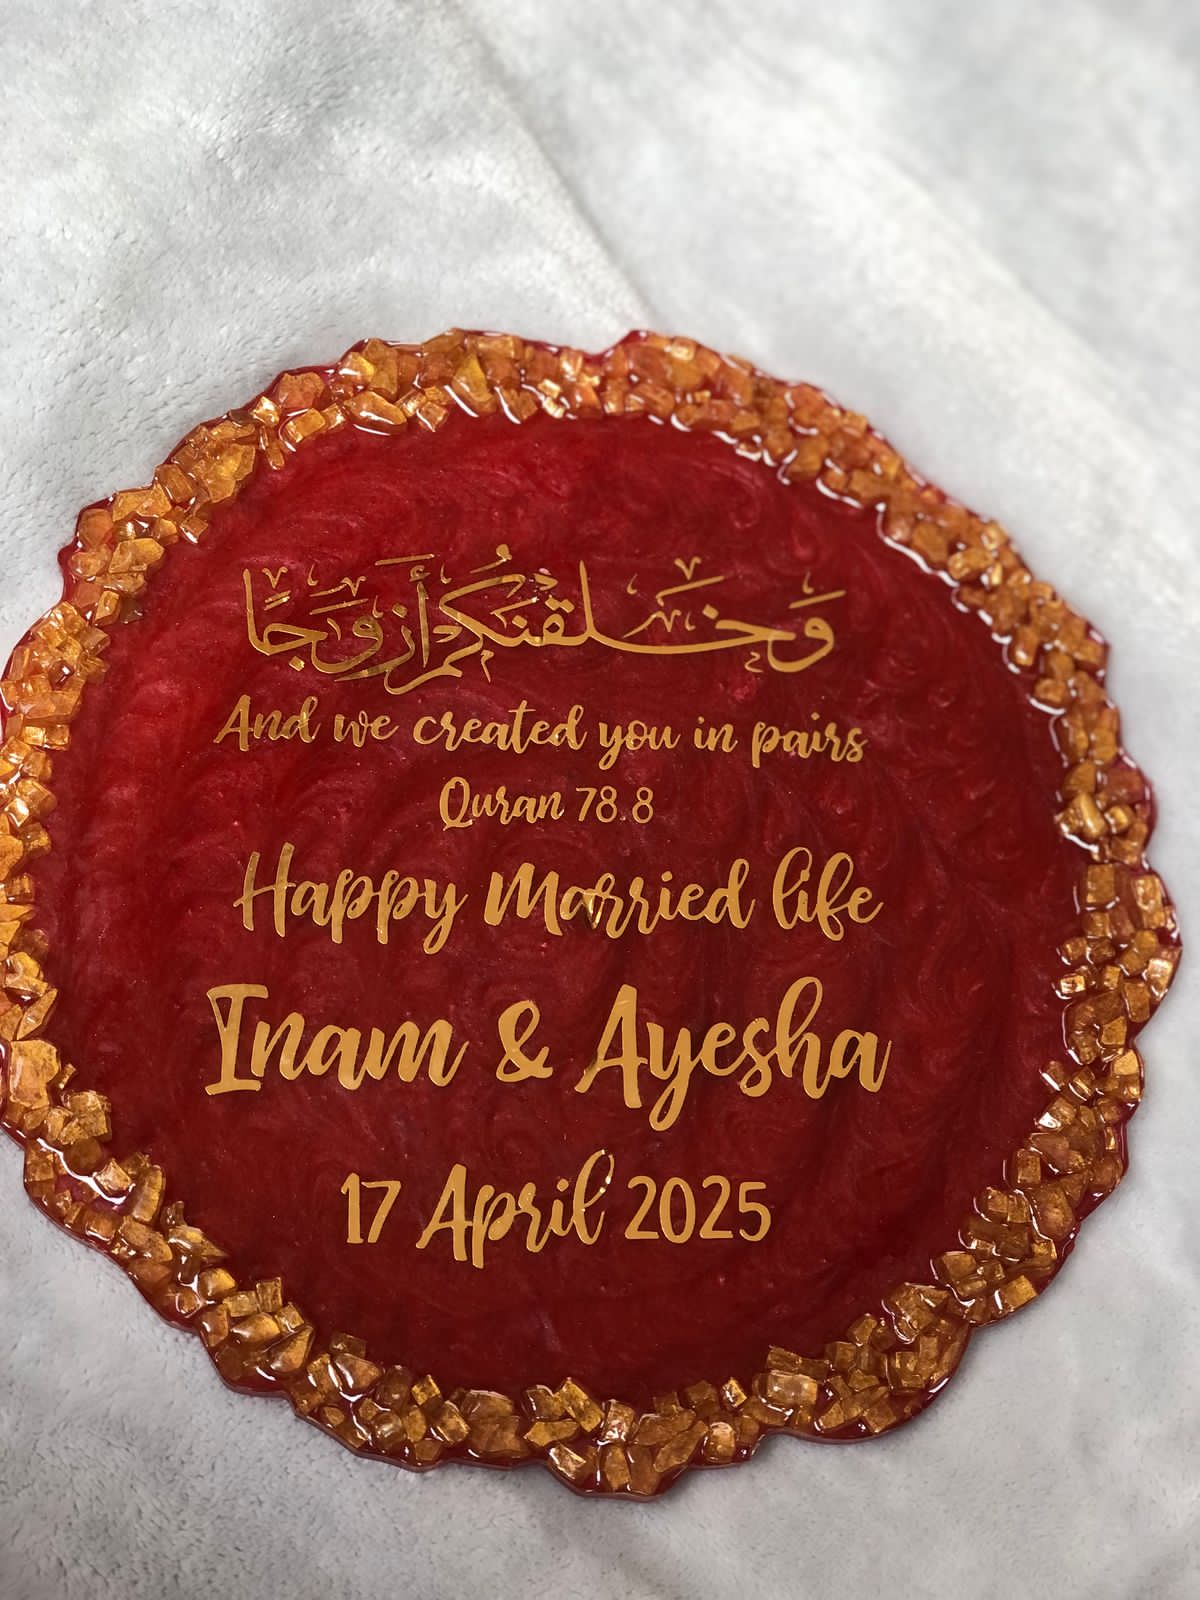 وَخَلَقْنَٰكُمْ أَزْوَٰجًا
And we created you in pairs
Quran 78.8
Happy Married life
Inam & Ayesha
17 April 2025